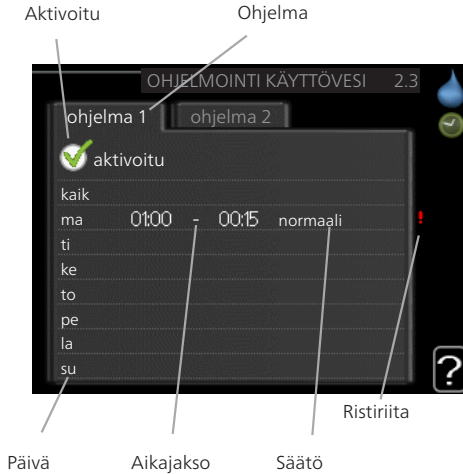 Aktivoitu Ohjelma
OHJELMOINTI KÄYTTÖVESI 2.3
ohjelma 1 ohjelma 2
aktivoitu
kaik
ma 01:00 - 00:15 normaali !
ti
ke
to
pe
la
su ?
Ristiriita
Päivä Aikajakso Säätö